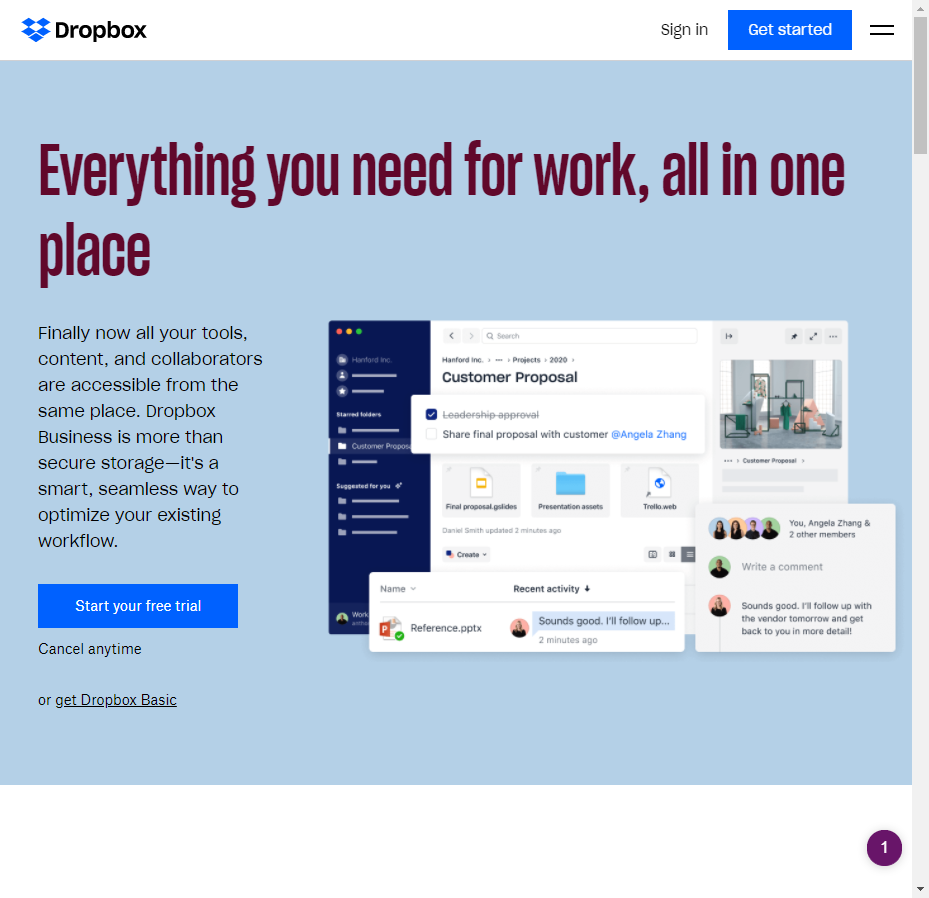 Dropbox
Sign in
Get started
Everything you need for work, all in one
place
Finally now all your tools,
content, and collaborators
are accessible from the
same place. Dropbox
Business is more than
secure storage—it's a
smart, seamless way to
optimize your existing
workflow.
Start your free trial
Cancel anytime
or get Dropbox Basic
Hanford Inc.
Starred folders
Customer Propos
Suggested for you
Work
Search
Hanford Inc. › ··· › Projects › 2020 ›
Customer Proposal
Leadership approval
Share final proposal with customer @Angela Zhang
Final proposal.gslides
Presentation assets
Trello.web
Daniel Smith updated 2 minutes ago
Create
Name
Recent activity ↓
P
Reference.pptx
Sounds good. I'll follow up...
2 minutes ago
··· › Customer Proposal ›
You, Angela Zhang &
2 other members
Write a comment
Sounds good. I'll follow up with
the vendor tomorrow and get
back to you in more detail!
1